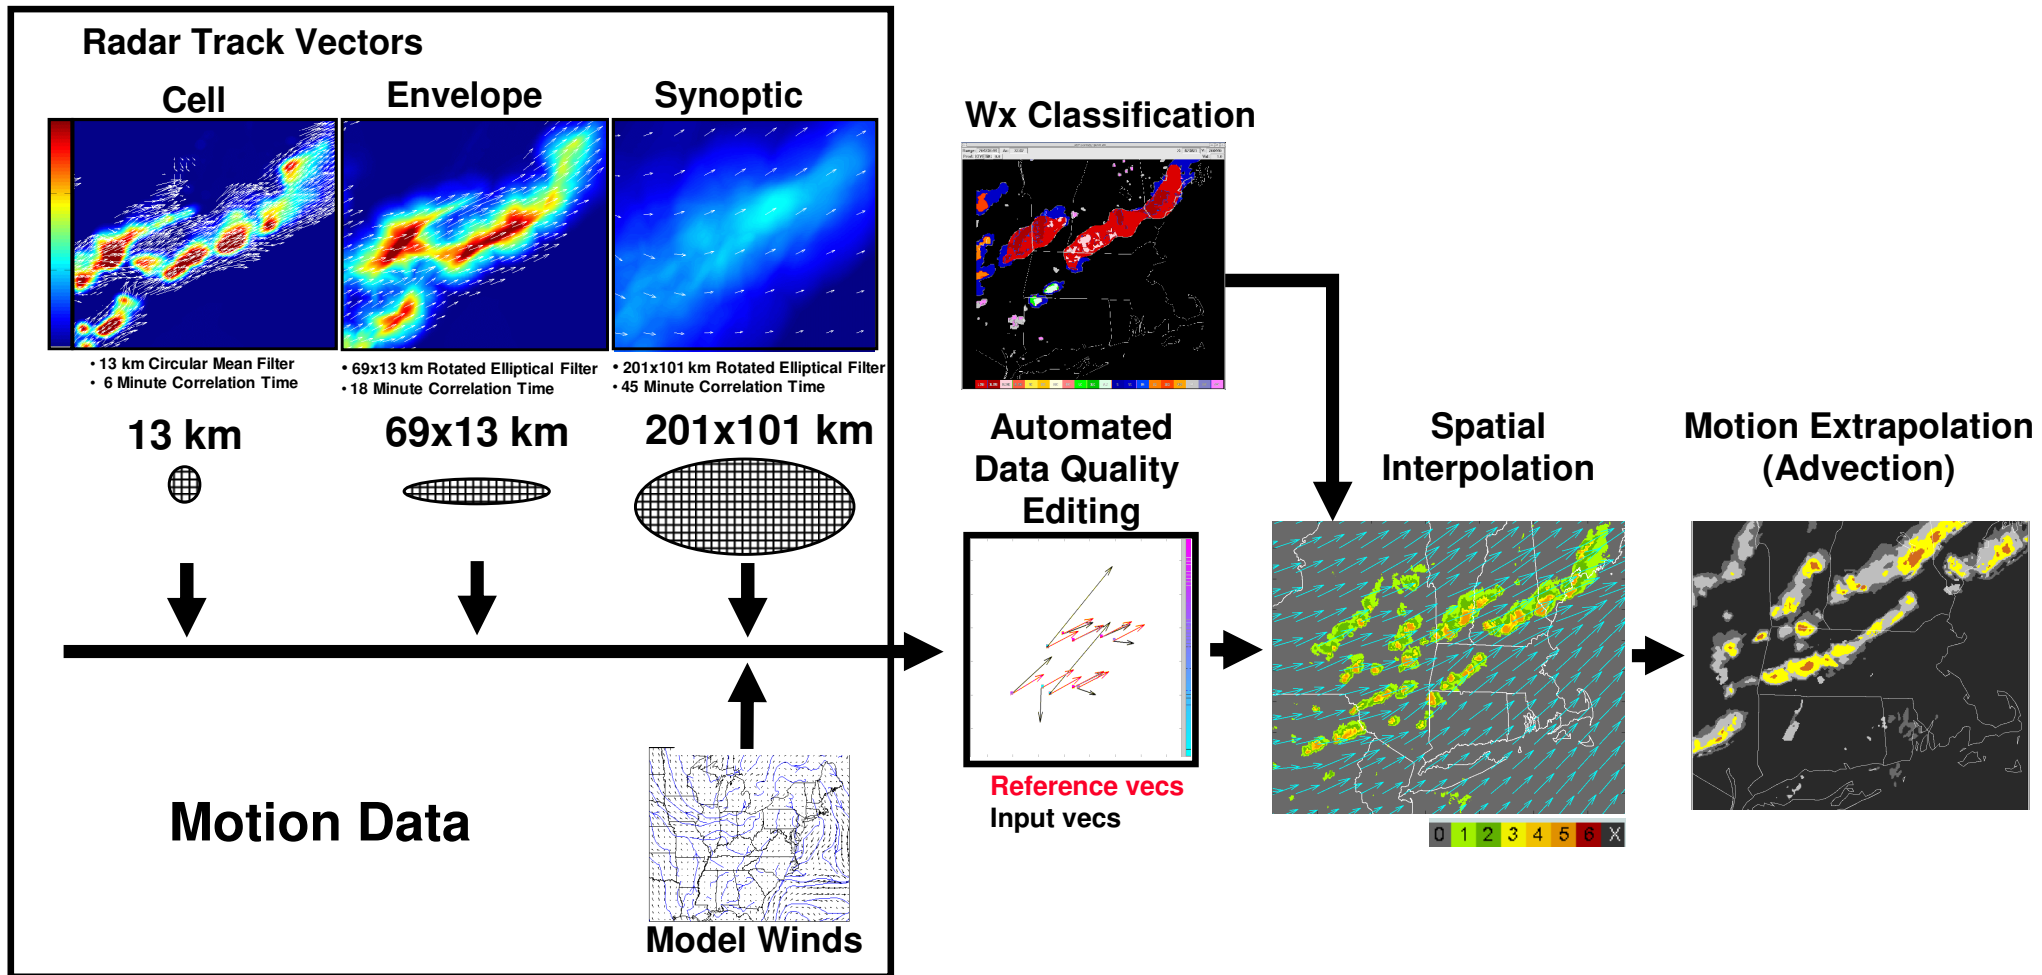 Radar Track Vectors
Cell
Envelope
Synoptic
• 13 km Circular Mean Filter
• 6 Minute Correlation Time
• 69x13 km Rotated Elliptical Filter
• 18 Minute Correlation Time
• 201x101 km Rotated Elliptical Filter
• 45 Minute Correlation Time
13 km
69x13 km
201x101 km
Motion Data
Model Winds
Wx Classification
Automated
Data Quality
Editing
Reference vecs
Input vecs
Spatial
Interpolation
0 1 2 3 4 5 6 X
Motion Extrapolation
(Advection)